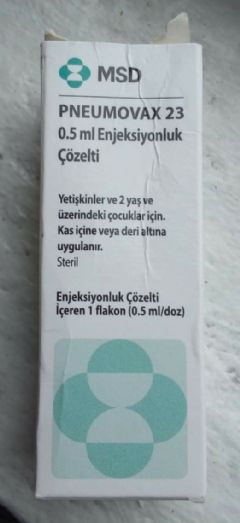 MSD
PNEUMOVAX 23
0.5 ml Enjeksiyonluk
Çözelti
Yetişkinler ve 2 yaş ve
üzerindeki çocuklar için.
Kas içine veya deri altına
uygulanır.
Steril
Enjeksiyonluk Çözelti
İçeren 1 flakon (0.5 ml/doz)